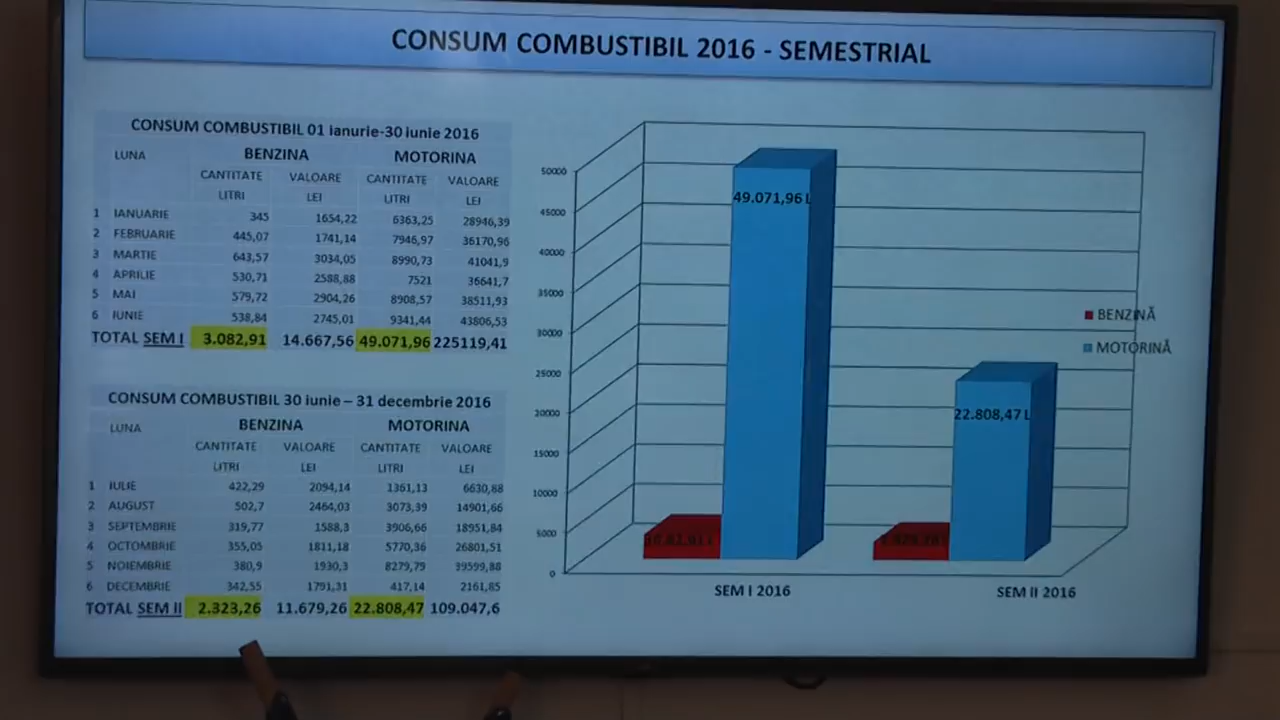 CONSUM COMBUSTIBIL 2016 - SEMESTRIAL
CONSUM COMBUSTIBIL 01 ianurie-30 iunie 2016
LUNA BENZINA MOTORINA
CANTITATE VALOARE CANTITATE VALOARE
LITRI LEI LITRI LEI
1 IANUARIE 345 1654,22 6363,25 28946,39
2 FEBRUARIE 445,07 1741,14 7946,97 36170,96
3 MARTIE 643,57 3034,05 8990,73 41041,9
4 APRILIE 530,71 2588,88 7521 36641,7
5 MAI 579,72 2904,26 8908,57 38511,93
6 IUNIE 538,84 2745,01 9341,44 43806,53
TOTAL SEM I 3.082,91 14.667,56 49.071,96 225119,41
CONSUM COMBUSTIBIL 30 iunie – 31 decembrie 2016
LUNA BENZINA MOTORINA
CANTITATE VALOARE CANTITATE VALOARE
LITRI LEI LITRI LEI
1 IULIE 422,29 2094,14 1361,13 6630,88
2 AUGUST 502,7 2464,03 3073,39 14901,66
3 SEPTEMBRIE 319,77 1588,3 3906,66 18951,84
4 OCTOMBRIE 355,05 1811,18 5770,36 26801,51
5 NOIEMBRIE 380,9 1930,3 8279,79 39599,88
6 DECEMBRIE 342,55 1791,31 417,14 2161,85
TOTAL SEM II 2.323,26 11.679,26 22.808,47 109.047,6
50000
45000
40000
35000
30000
25000
20000
15000
10000
5000
0
49.071,96 L
22.808,47 L
SEM I 2016
SEM II 2016
BENZINĂ
MOTORINĂ